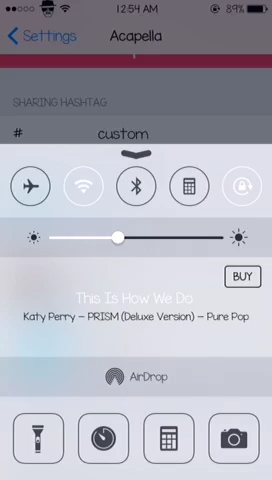 12:54 AM 89%
Settings Acapella
SHARING HASHTAG
# custom
BUY
This Is How We Do
Katy Perry – PRISM (Deluxe Version) – Pure Pop
AirDrop